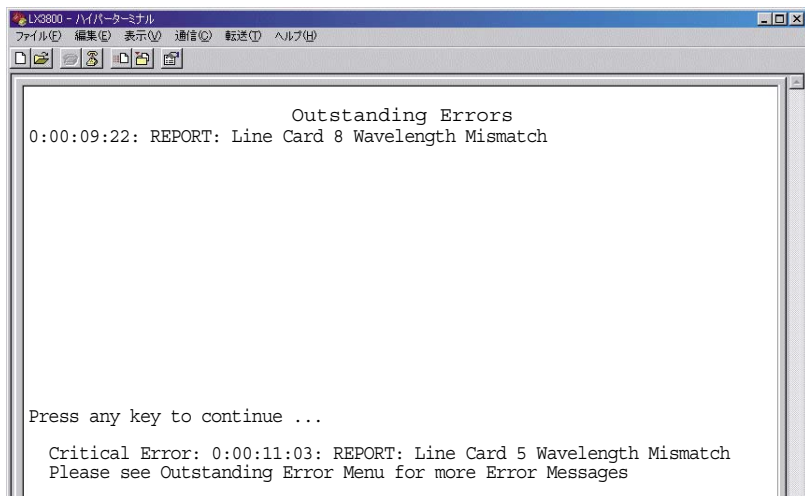 LX3800 - ハイパーターミナル
ファイル(F) 編集(E) 表示(V) 通信(C) 転送(T) ヘルプ(H)
Outstanding Errors
0:00:09:22: REPORT: Line Card 8 Wavelength Mismatch
Press any key to continue ...
Critical Error: 0:00:11:03: REPORT: Line Card 5 Wavelength Mismatch
Please see Outstanding Error Menu for more Error Messages